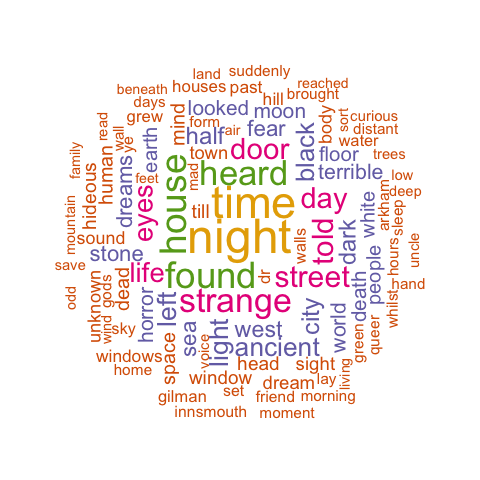 land suddenly
beneath houses past reached
days looked moon hill brought
grew mind half fear form air body sort curious
read wall ye town door black distant
family human earth heard floor water
hideous dreams eyes house mad terrible trees
mountain feet till time day white low
sound night told dark arkham deep
save stone walls people hours sleep uncle
odd gods life found dr street death hand
unknown wind dead left strange queer whilst
sky horror sea light west city world green
windows space voice ancient
home window head sight living
gilman set dream lay morning
innsmouth friend moment